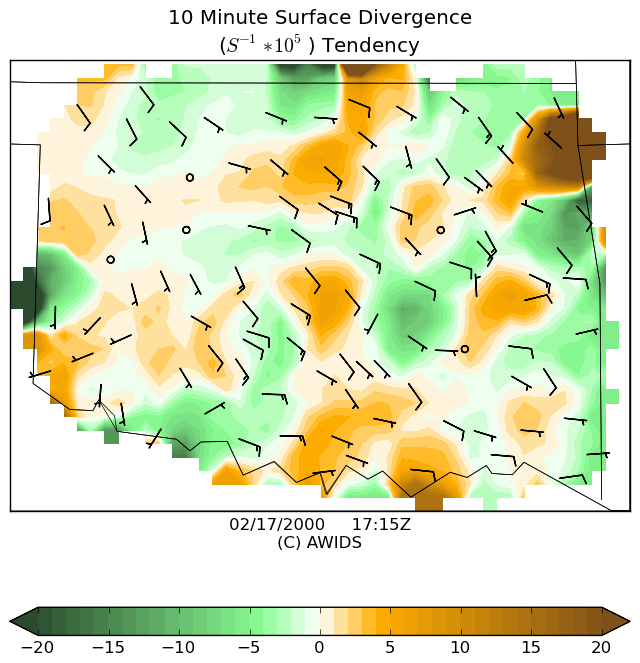 10 Minute Surface Divergence
($S^{-1} * 10^5$ ) Tendency
02/17/2000 17:15Z
(C) AWIDS
−20 −15 −10 −5 0 5 10 15 20